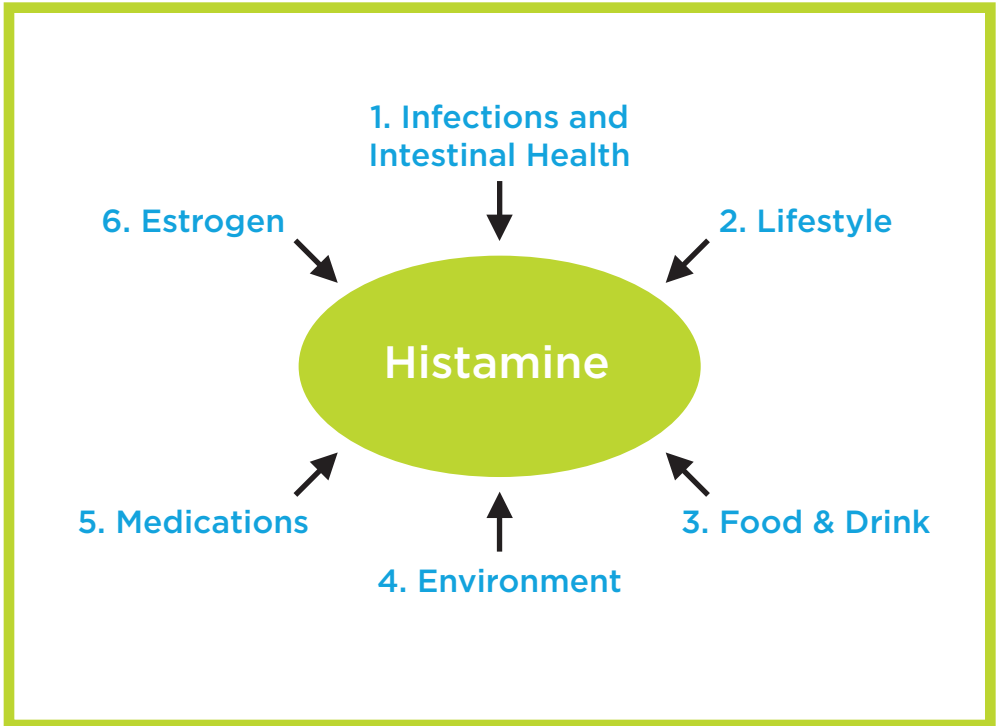 1. Infections and
Intestinal Health
6. Estrogen
2. Lifestyle
Histamine
5. Medications
3. Food & Drink
4. Environment